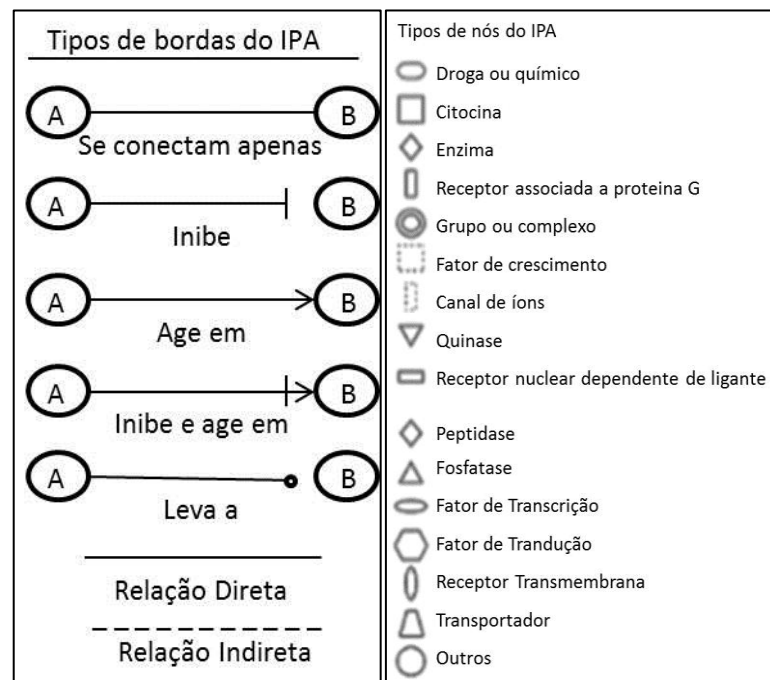 Tipos de bordas do IPA
A B
Se conectam apenas
A B
Inibe
A B
Age em
A B
Inibe e age em
A B
Leva a
Relação Direta
Relação Indireta
Tipos de nós do IPA
Droga ou químico
Citocina
Enzima
Receptor associada a proteina G
Grupo ou complexo
Fator de crescimento
Canal de íons
Quinase
Receptor nuclear dependente de ligante
Peptidase
Fosfatase
Fator de Transcrição
Fator de Trandução
Receptor Transmembrana
Transportador
Outros